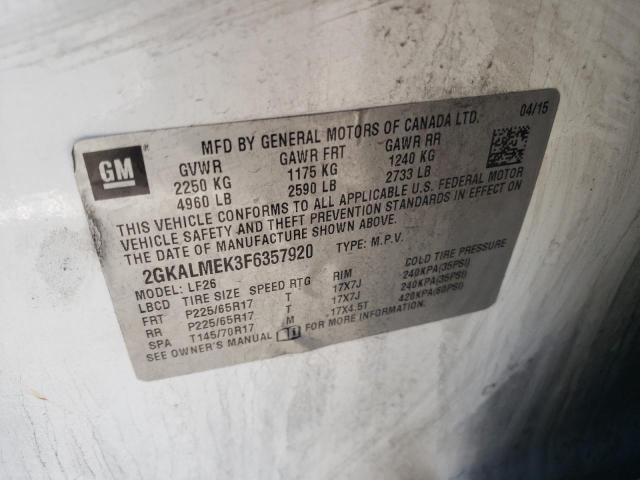 04/15
MFD BY GENERAL MOTORS OF CANADA LTD.
GM
GVWR GAWR FRT GAWR RR
2250 KG 1175 KG 1240 KG
4960 LB 2590 LB 2733 LB
THIS VEHICLE CONFORMS TO ALL APPLICABLE U.S. FEDERAL MOTOR
VEHICLE SAFETY AND THEFT PREVENTION STANDARDS IN EFFECT ON
THE DATE OF MANUFACTURE SHOWN ABOVE.
2GKALMEK3F6357920 TYPE: M.P.V.
MODEL: LF26
LBCD TIRE SIZE SPEED RTG RIM COLD TIRE PRESSURE
FRT P225/65R17 T 17X7J 240KPA(35PSI)
RR P225/65R17 T 17X7J 240KPA(35PSI)
SPA T145/70R17 M 17X4.5T 420KPA(60PSI)
SEE OWNER'S MANUAL FOR MORE INFORMATION.